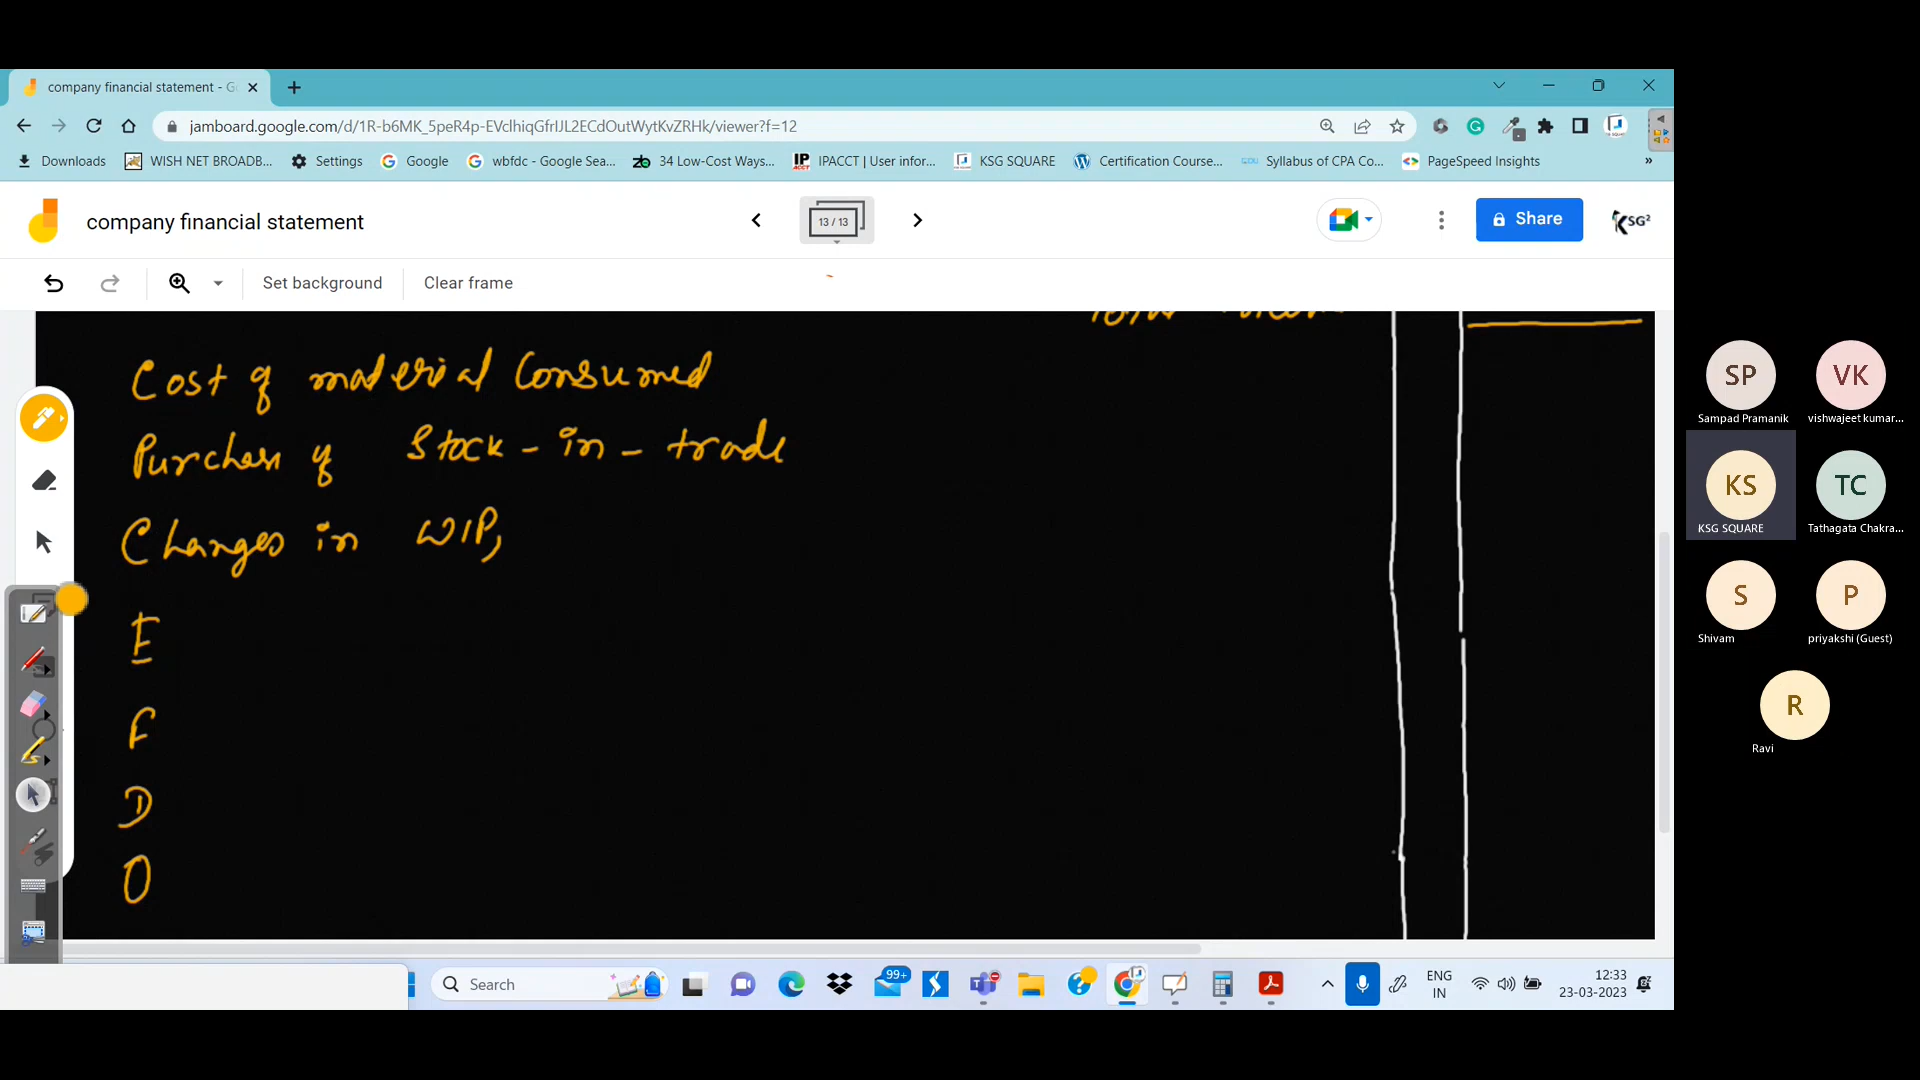 company financial statement - G
jamboard.google.com/d/1R-b6MK_5peR4p-EVclhiqGfrIJL2ECdOutWytKvZRHk/viewer?f=12
Downloads WISH NET BROADB... Settings Google wbfdc - Google Sea... 34 Low-Cost Ways... IPACCT | User infor... KSG SQUARE Certification Course... Syllabus of CPA Co... PageSpeed Insights »
company financial statement
13 / 13
Share
KSG²
Set background Clear frame
Cost of material Consumed
Purchase of Stock-in-trade
Changes in WIP,
E
F
D
O
SP VK
Sampad Pramanik vishwajeet kumar...
KS TC
KSG SQUARE Tathagata Chakra...
S P
Shivam priyakshi (Guest)
R
Ravi
Search
99+
ENG
IN
12:33
23-03-2023